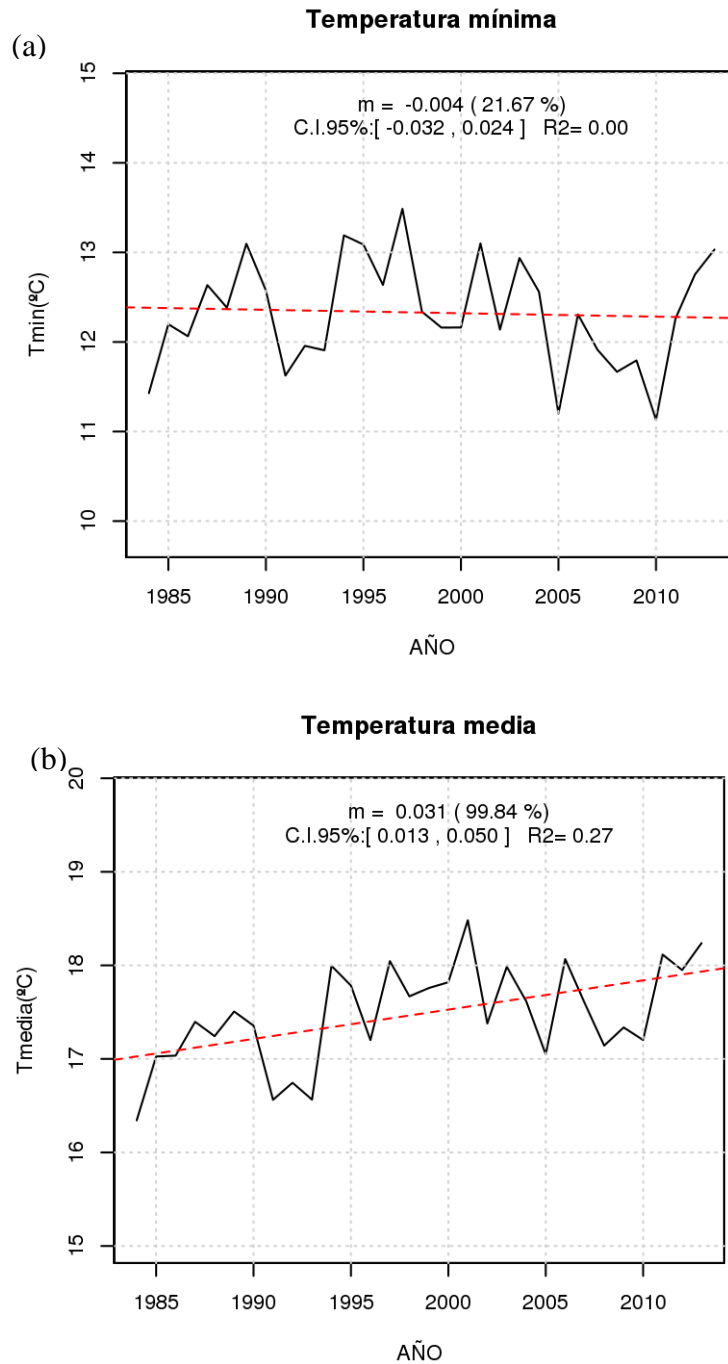 Temperatura mínima
(a)
m = -0.004 ( 21.67 %)
C.I.95%:[ -0.032 , 0.024 ] R2= 0.00
Tmin(ºC)
15
14
13
12
11
10
1985 1990 1995 2000 2005 2010
AÑO
Temperatura media
(b)
m = 0.031 ( 99.84 %)
C.I.95%:[ 0.013 , 0.050 ] R2= 0.27
Tmedia(ºC)
20
19
18
17
16
15
1985 1990 1995 2000 2005 2010
AÑO